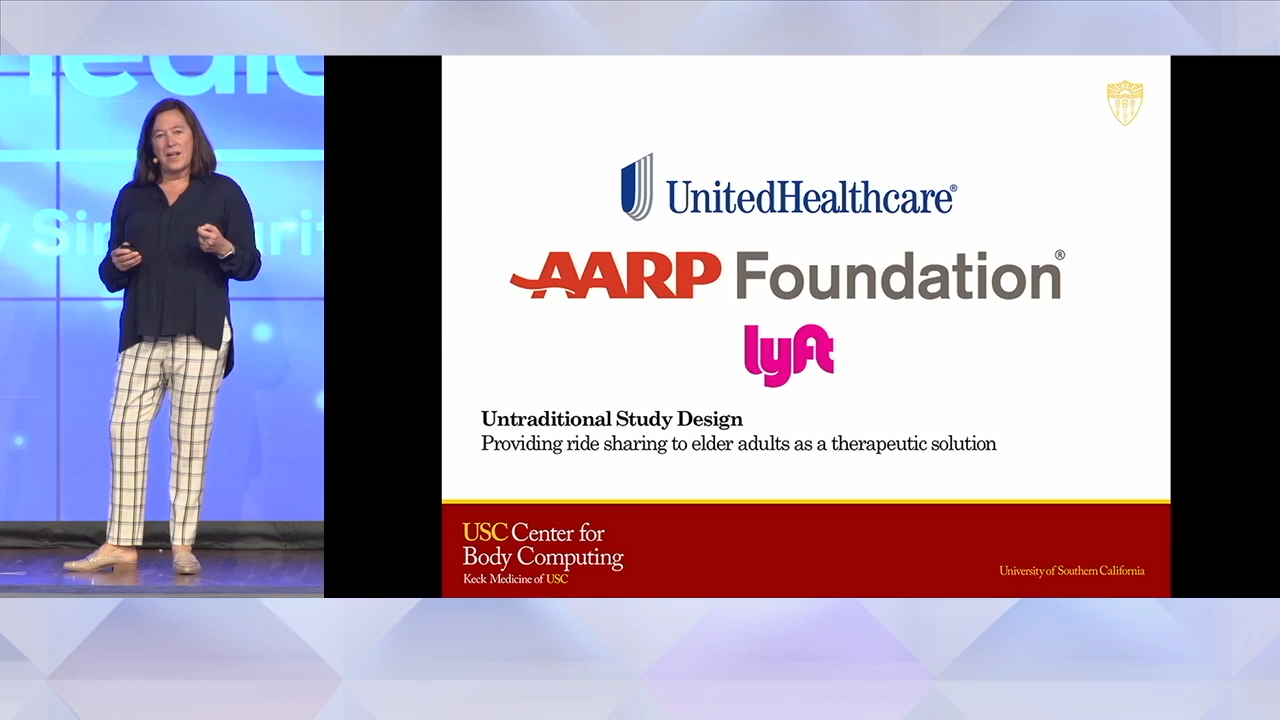 UnitedHealthcare®
AARP Foundation®
lyft
Untraditional Study Design
Providing ride sharing to elder adults as a therapeutic solution
USC Center for
Body Computing
Keck Medicine of USC
University of Southern California